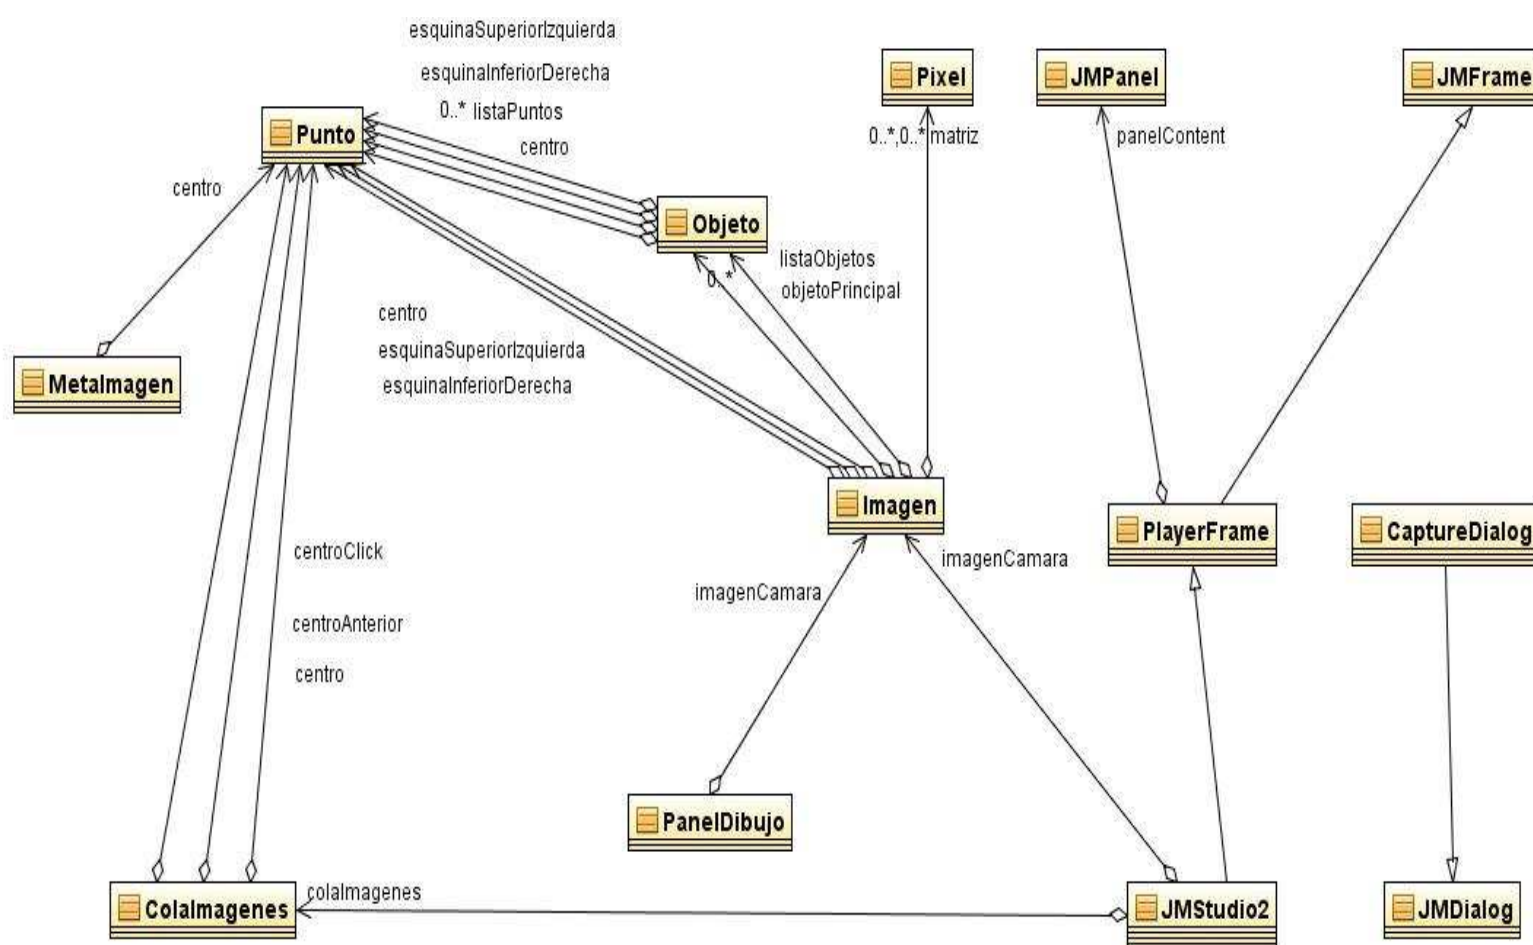 esquinaSuperiorIzquierda
Pixel
JMPanel
JMFrame
esquinaInferiorDerecha
0..* listaPuntos
Punto
0..*,0..* matriz
panelContent
centro
centro
Objeto
listaObjetos
0..*
objetoPrincipal
centro
esquinaSuperiorIzquierda
esquinaInferiorDerecha
MetaImagen
Imagen
PlayerFrame
CaptureDialog
centroClick
imagenCamara
imagenCamara
centroAnterior
centro
PanelDibujo
colaImagenes
ColaImagenes
JMStudio2
JMDialog